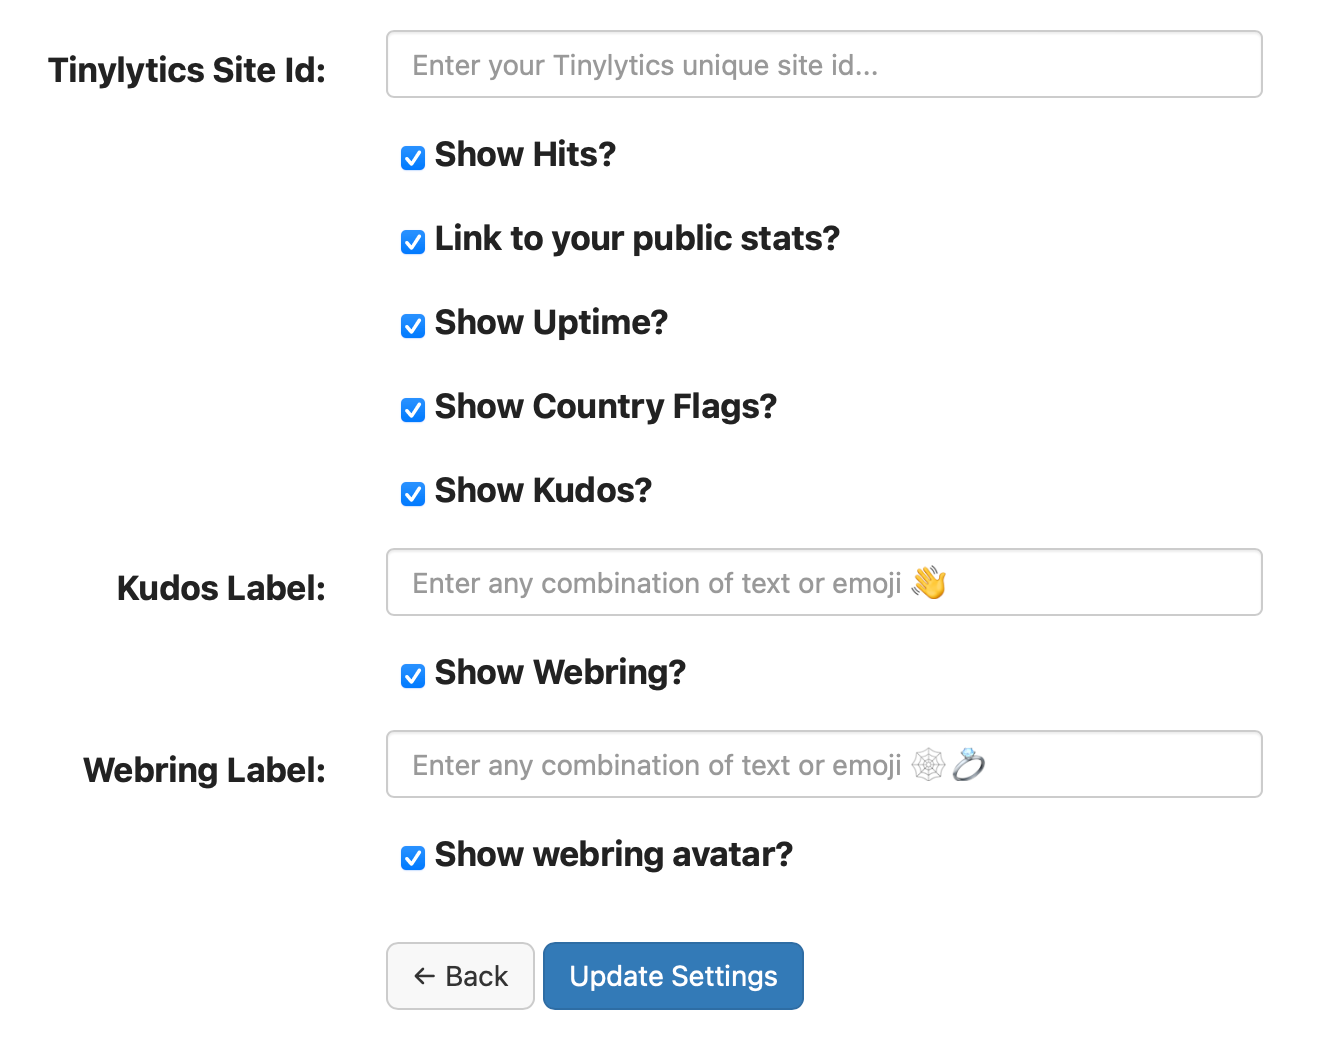 Tinylytics Site Id: Enter your Tinylytics unique site id...
Show Hits?
Link to your public stats?
Show Uptime?
Show Country Flags?
Show Kudos?
Kudos Label: Enter any combination of text or emoji 👋
Show Webring?
Webring Label: Enter any combination of text or emoji 🕸️💍
Show webring avatar?
← Back Update Settings